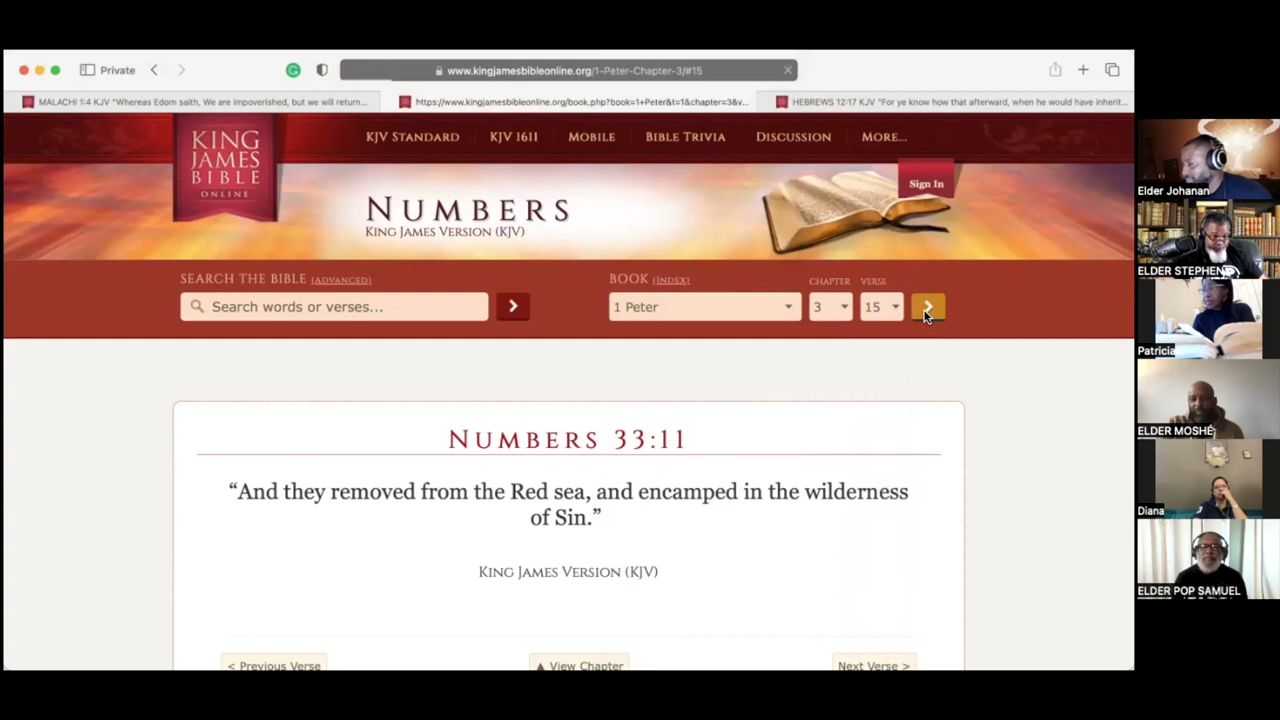 Private
www.kingjamesbibleonline.org/1-Peter-Chapter-3/#15
MALACHI 1:4 KJV "Whereas Edom saith, We are impoverished, but we will return...
https://www.kingjamesbibleonline.org/book.php?book=1+Peter&t=1&chapter=3&v...
HEBREWS 12:17 KJV "For ye know how that afterward, when he would have inherit...
KING JAMES BIBLE ONLINE
KJV STANDARD
KJV 1611
MOBILE
BIBLE TRIVIA
DISCUSSION
MORE...
Sign In
NUMBERS
KING JAMES VERSION (KJV)
SEARCH THE BIBLE (ADVANCED)
BOOK (INDEX)
CHAPTER
VERSE
Search words or verses...
1 Peter
3
15
NUMBERS 33:11
“And they removed from the Red sea, and encamped in the wilderness
of Sin.”
KING JAMES VERSION (KJV)
< Previous Verse
▲ View Chapter
Next Verse >
Elder Johanan
ELDER STEPHEN
Patricia
ELDER MOSHÉ
Diana
ELDER POP SAMUEL